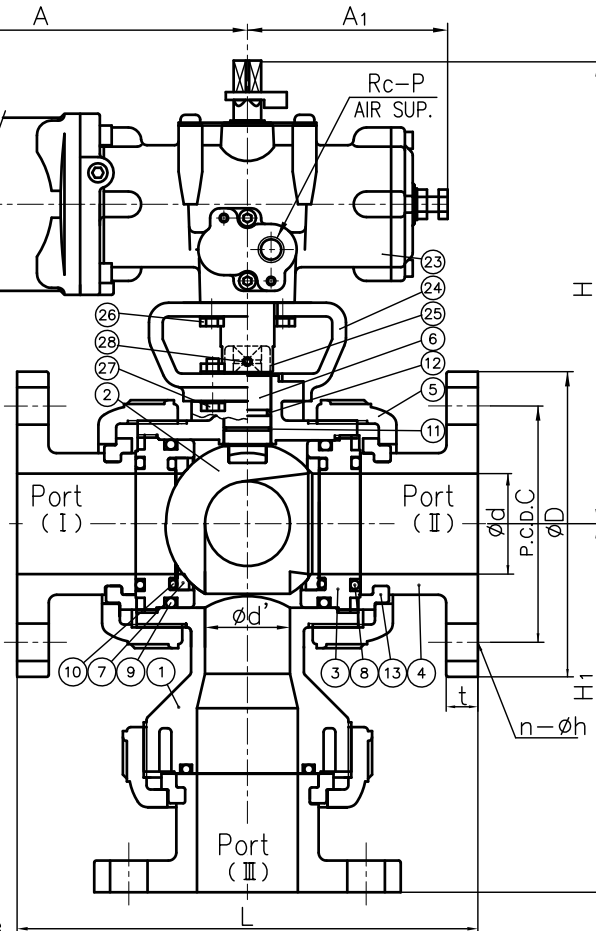 A
A1
Rc-P
AIR SUP.
23
24
26
25
28
6
12
27
5
2
11
H
Port
(Ⅰ)
Port
(Ⅱ)
Ød
P.C.D.C
ØD
Ød'
10
7
9
1
3
8
13
4
t
H1
n-Øh
Port
(Ⅲ)
L